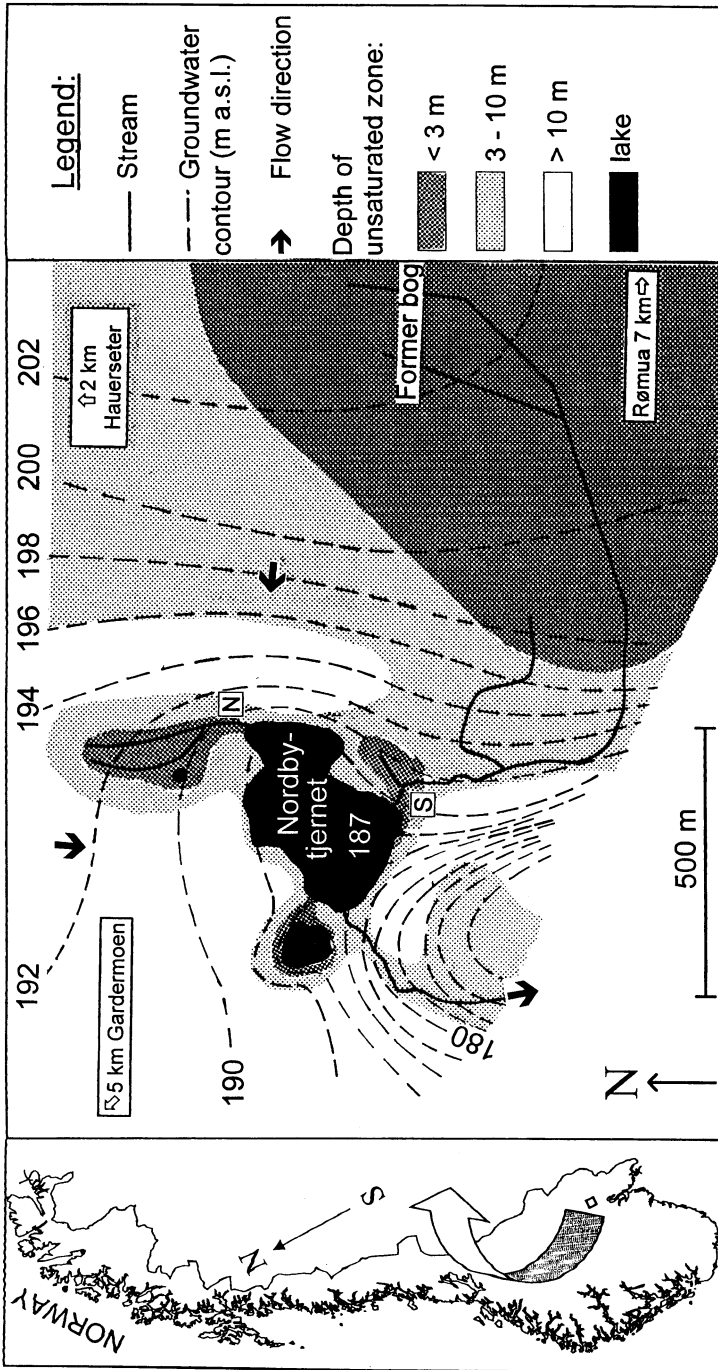 Legend:
Stream
Groundwater
contour (m a.s.l.)
Flow direction
Depth of
unsaturated zone:
< 3 m
3 - 10 m
> 10 m
lake
192
194
196
198
200
202
⇧2 km
Hauerseter
⇖5 km Gardermoen
190
N
Nordby-
tjernet
187
S
Former bog
Rømua 7 km⇨
180
N
500 m
NORWAY
N
S